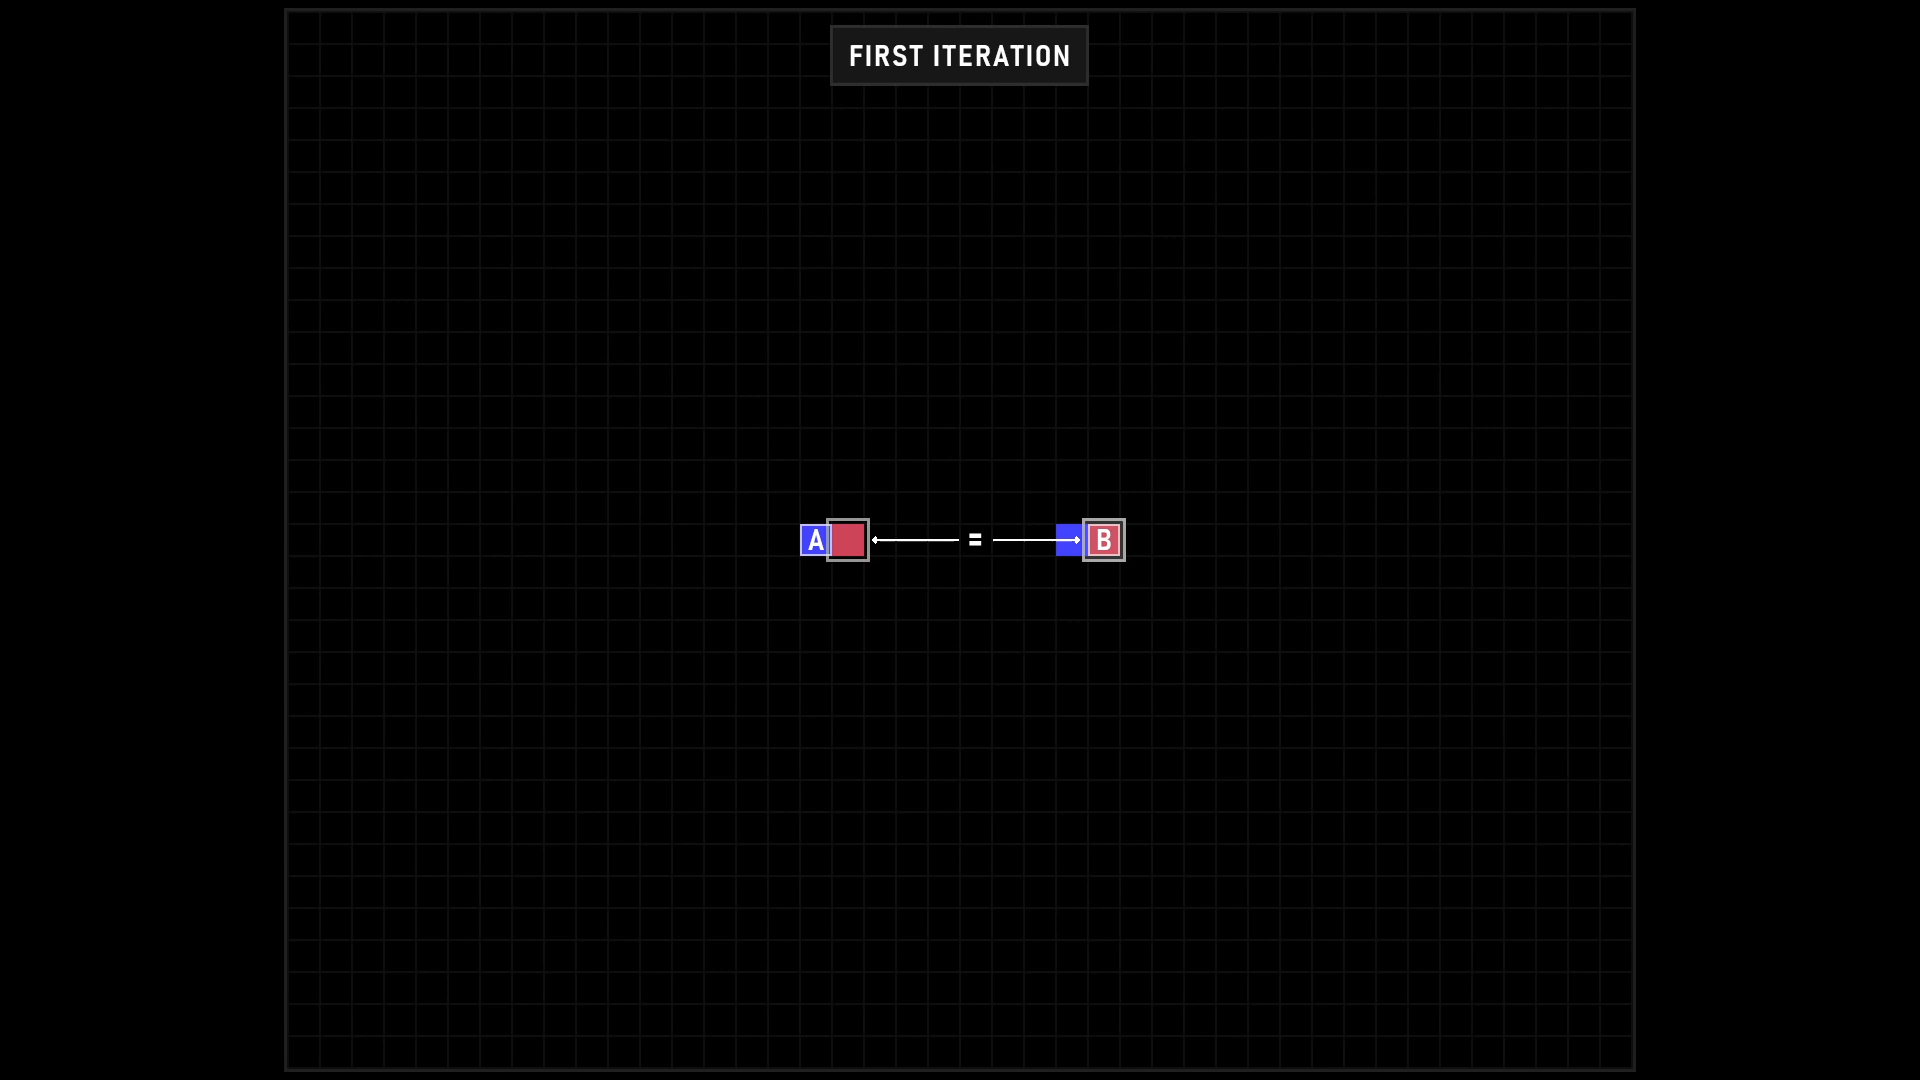 FIRST ITERATION
A = B